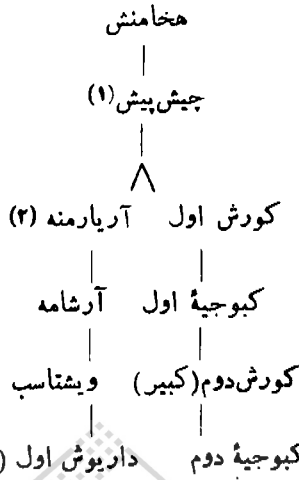 هخامنش
چیش‌پیش (۱)
کورش اول آریارمنه (۲)
کبوجیهٔ اول آرشامه
کورش‌دوم (کبیر) ویشتاسب
کبوجیهٔ دوم داریوش اول (